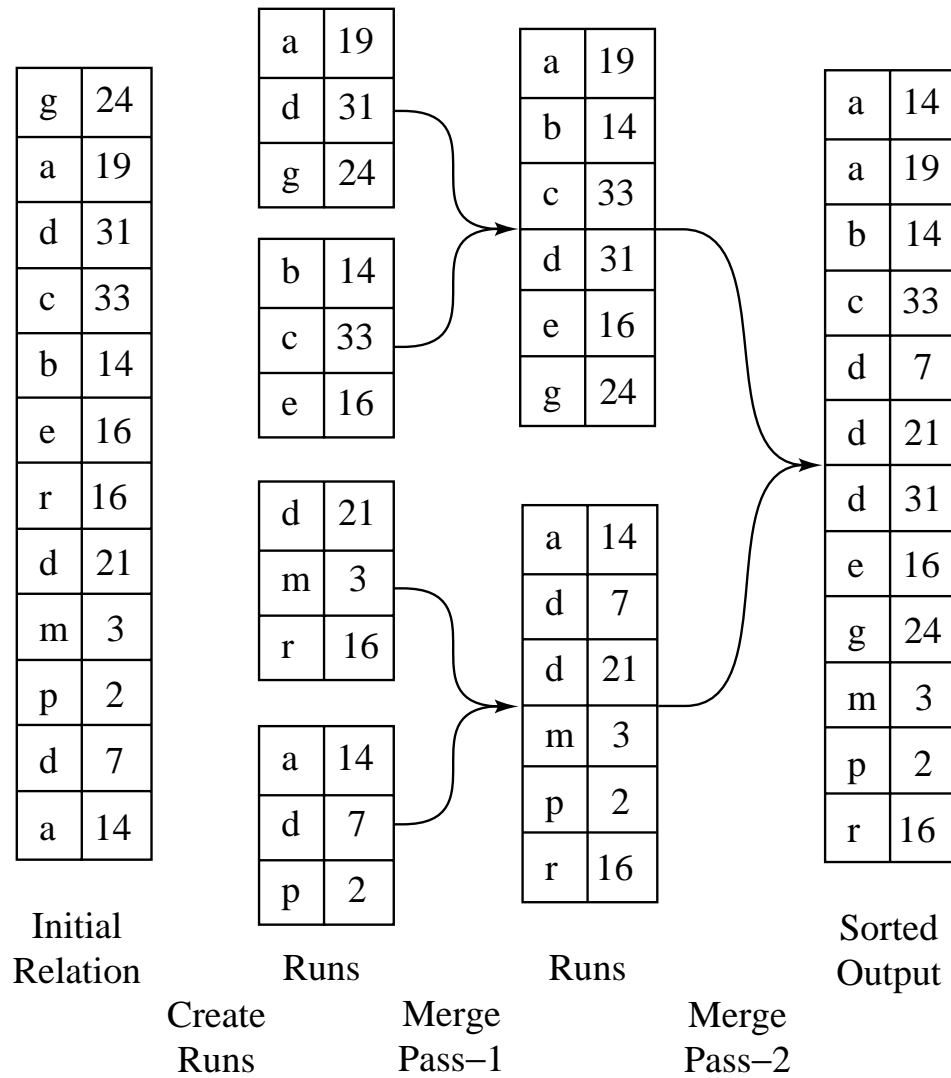 g 24
a 19
d 31
c 33
b 14
e 16
r 16
d 21
m 3
p 2
d 7
a 14
Initial
Relation
Create
Runs
a 19
d 31
g 24
b 14
c 33
e 16
d 21
m 3
r 16
a 14
d 7
p 2
Runs
Merge
Pass−1
a 19
b 14
c 33
d 31
e 16
g 24
a 14
d 7
d 21
m 3
p 2
r 16
Runs
Merge
Pass−2
a 14
a 19
b 14
c 33
d 7
d 21
d 31
e 16
g 24
m 3
p 2
r 16
Sorted
Output